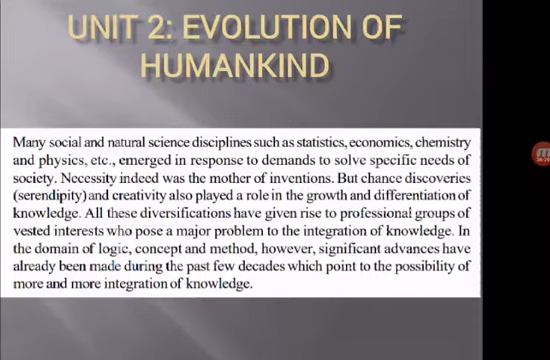 UNIT 2: EVOLUTION OF
HUMANKIND
Many social and natural science disciplines such as statistics, economics, chemistry
and physics, etc., emerged in response to demands to solve specific needs of
society. Necessity indeed was the mother of inventions. But chance discoveries
(serendipity) and creativity also played a role in the growth and differentiation of
knowledge. All these diversifications have given rise to professional groups of
vested interests who pose a major problem to the integration of knowledge. In
the domain of logic, concept and method, however, significant advances have
already been made during the past few decades which point to the possibility of
more and more integration of knowledge.